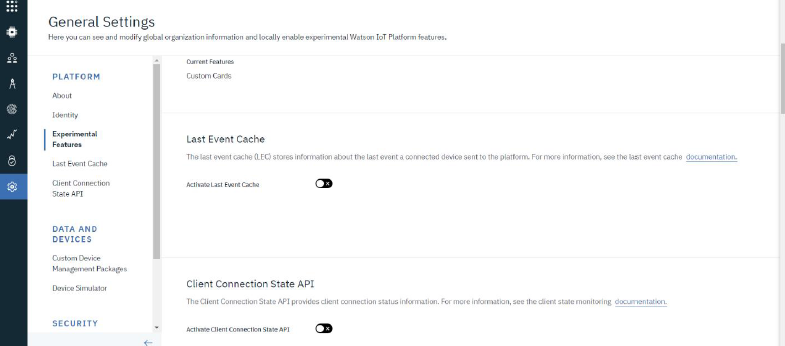 General Settings
Here you can see and modify global organization information and locally enable experimental Watson IoT Platform features.
PLATFORM
About
Identity
Experimental
Features
Last Event Cache
Client Connection
State API
DATA AND
DEVICES
Custom Device
Management Packages
Device Simulator
SECURITY
Current Features
Custom Cards
Last Event Cache
The last event cache (LEC) stores information about the last event a connected device sent to the platform. For more information, see the last event cache documentation.
Activate Last Event Cache
Client Connection State API
The Client Connection State API provides client connection status information. For more information, see the client state monitoring documentation.
Activate Client Connection State API